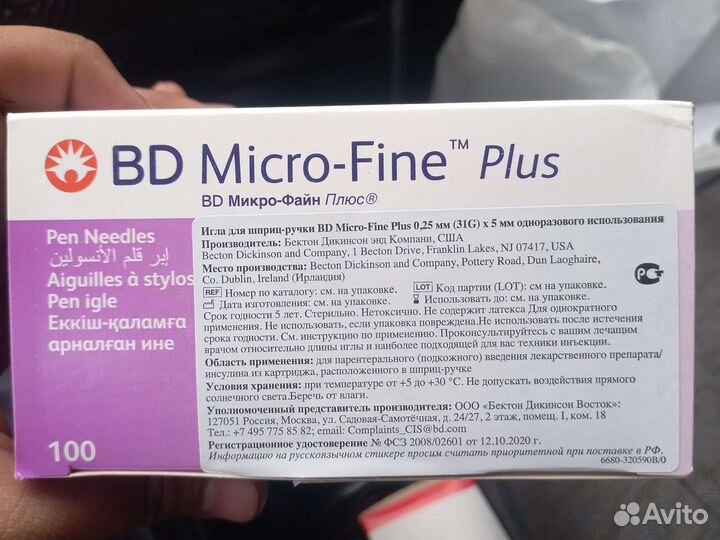 BD Micro-Fine™ Plus
BD Микро-Файн Плюс®
Pen Needles
إبر قلم الأنسولين
Aiguilles à stylos
Pen igle
Еккіш-қаламға
арналған ине
100
Игла для шприц-ручки BD Micro-Fine Plus 0,25 мм (31G) x 5 мм одноразового использования
Производитель: Бектон Дикинсон энд Компани, США
Becton Dickinson and Company, 1 Becton Drive, Franklin Lakes, NJ 07417, USA
Место производства: Becton Dickinson and Company, Pottery Road, Dun Laoghaire,
Co. Dublin, Ireland (Ирландия)
REF Номер по каталогу: см. на упаковке. LOT Код партии (LOT): см. на упаковке.
Дата изготовления: см. на упаковке. Использовать до: см. на упаковке.
Срок годности 5 лет. Стерильно. Нетоксично. Не содержит латекса Для однократного
применения. Не использовать, если упаковка повреждена.Не использовать после истечения
срока годности. См. инструкцию по применению. Проконсультируйтесь с вашим лечащим
врачом относительно длины иглы и наиболее подходящей для вас техники инъекции.
Область применения: для парентерального (подкожного) введения лекарственного препарата/
инсулина из картриджа, расположенного в шприц-ручке
Условия хранения: при температуре от +5 до +30 °C. Не допускать воздействия прямого
солнечного света.Беречь от влаги.
Уполномоченный представитель производителя: ООО «Бектон Дикинсон Восток»:
127051 Россия, Москва, ул. Садовая-Самотёчная, д. 24/27, 2 этаж, помещ. I, ком. 18
Тел.: +7 495 775 85 82; email: Complaints_CIS@bd.com
Регистрационное удостоверение № ФСЗ 2008/02601 от 12.10.2020 г.
Информацию на русскоязычном стикере просим считать приоритетной при поставке в РФ.
6680-320590B/0
Avito